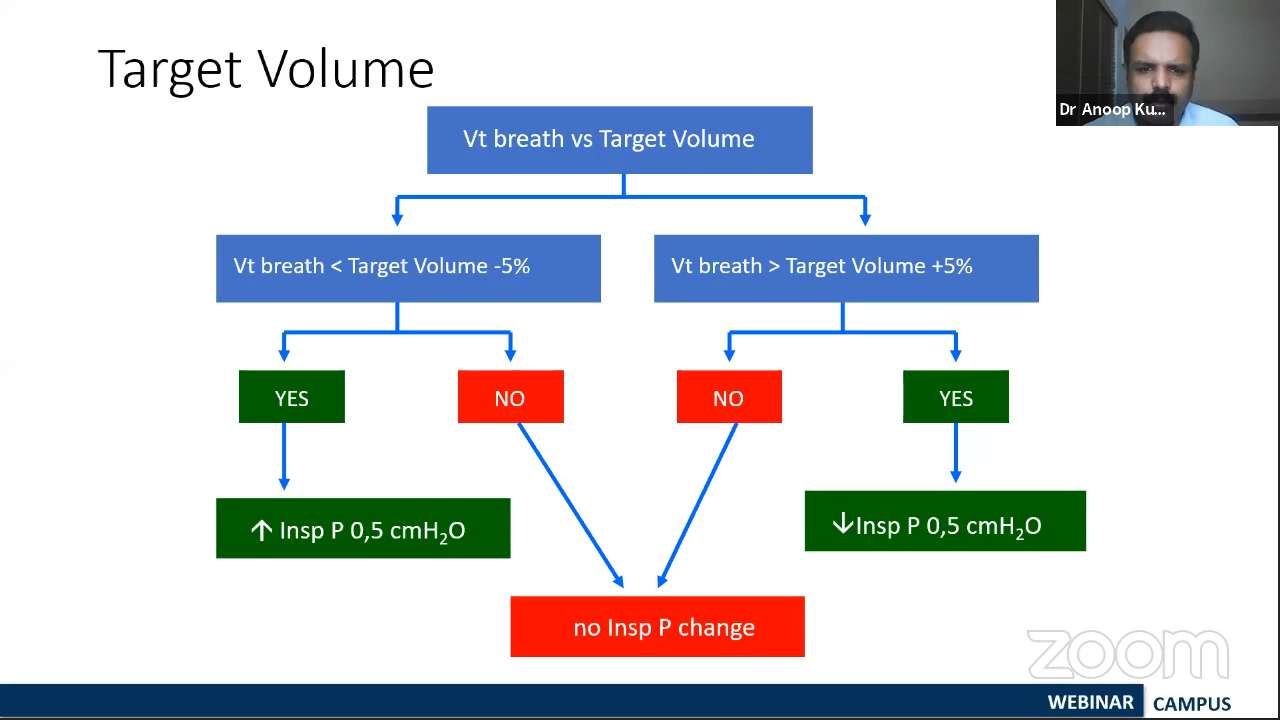 Target Volume
Dr Anoop Ku...
Vt breath vs Target Volume
Vt breath < Target Volume -5%
Vt breath > Target Volume +5%
YES
NO
NO
YES
↑ Insp P 0,5 cmH₂O
↓Insp P 0,5 cmH₂O
no Insp P change
zoom
WEBINAR CAMPUS